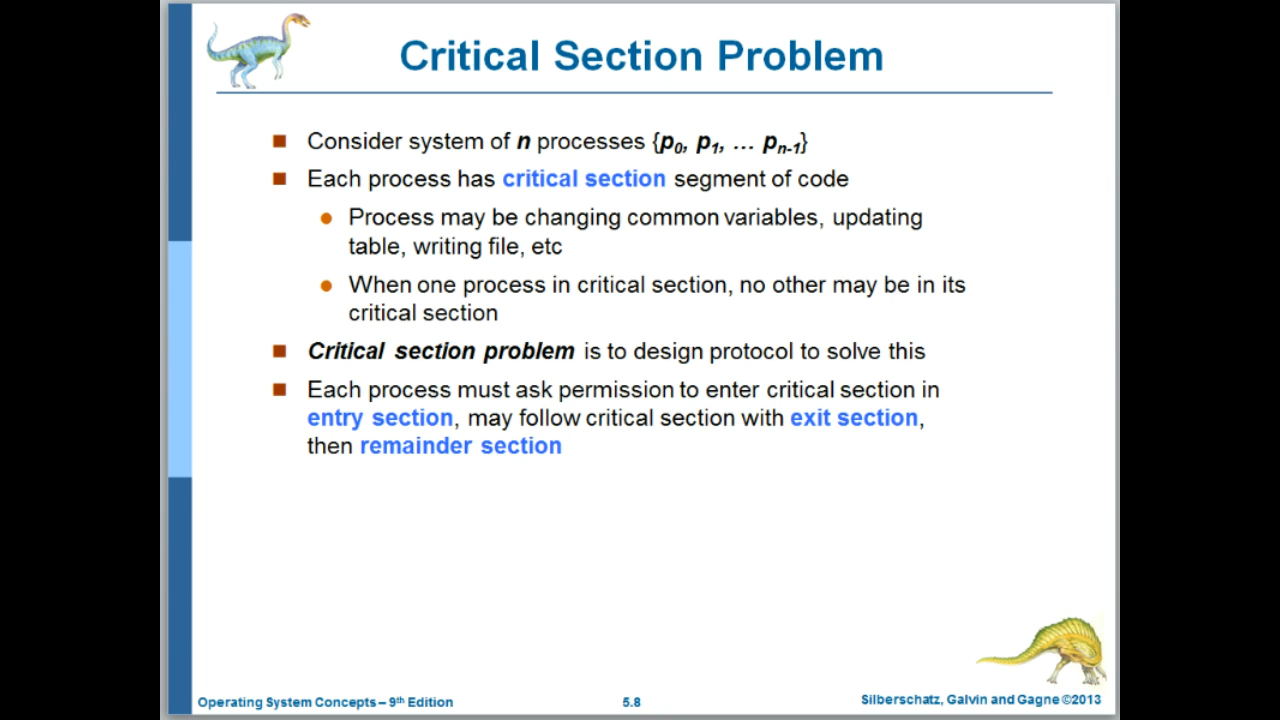 Critical Section Problem
Consider system of n processes {p0, p1, … pn-1}
Each process has critical section segment of code
Process may be changing common variables, updating
table, writing file, etc
When one process in critical section, no other may be in its
critical section
Critical section problem is to design protocol to solve this
Each process must ask permission to enter critical section in
entry section, may follow critical section with exit section,
then remainder section
Operating System Concepts – 9th Edition
5.8
Silberschatz, Galvin and Gagne ©2013